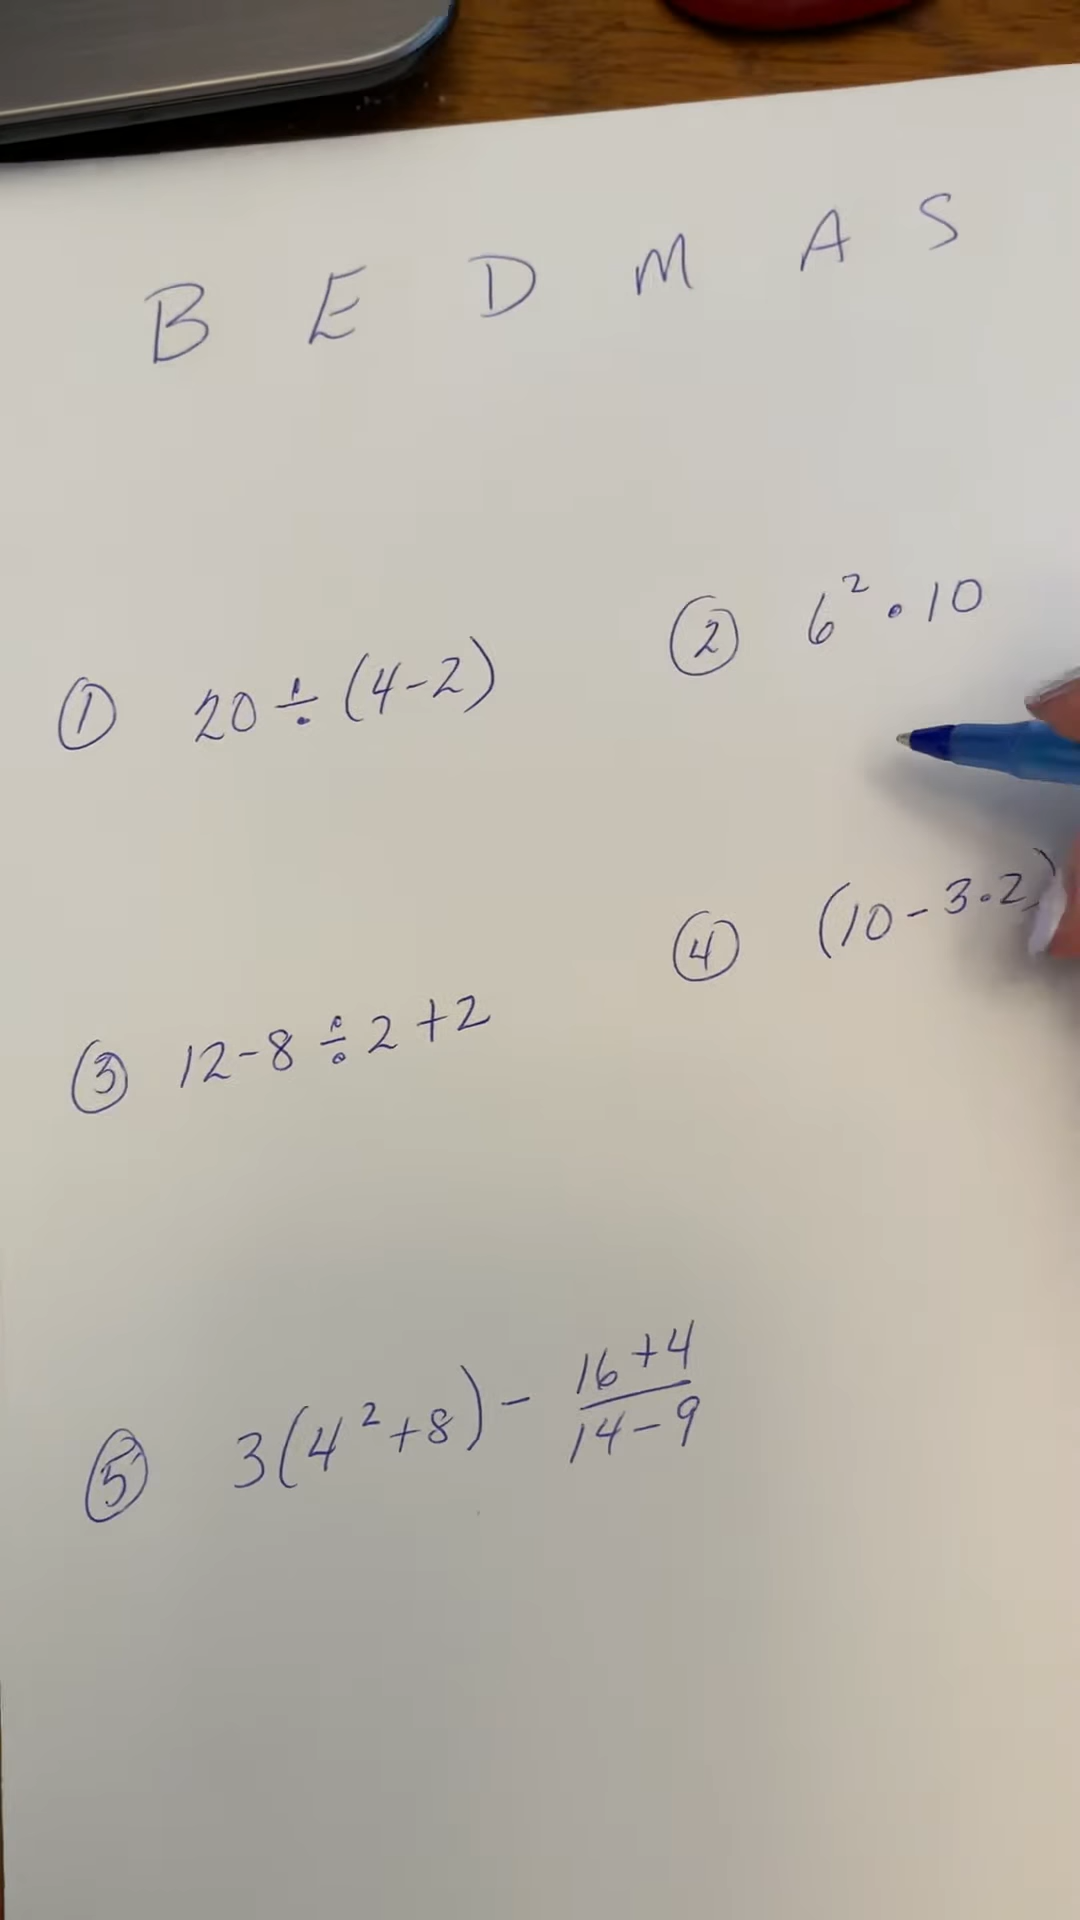 B E D M A S
① 20 ÷ (4-2)
② 6² • 10
③ 12-8 ÷ 2 +2
④ (10 - 3.2)
⑤ 3(4² +8) - 16+4
14-9